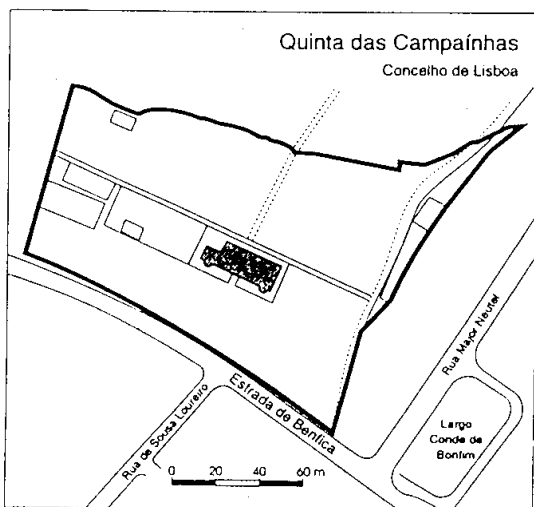 Quinta das Campaínhas
Concelho de Lisboa
Rua Major Neutel
Estrada de Benfica
Rua de Sousa Loureiro
Largo
Conde de
Bonfim
0 20 40 60 m